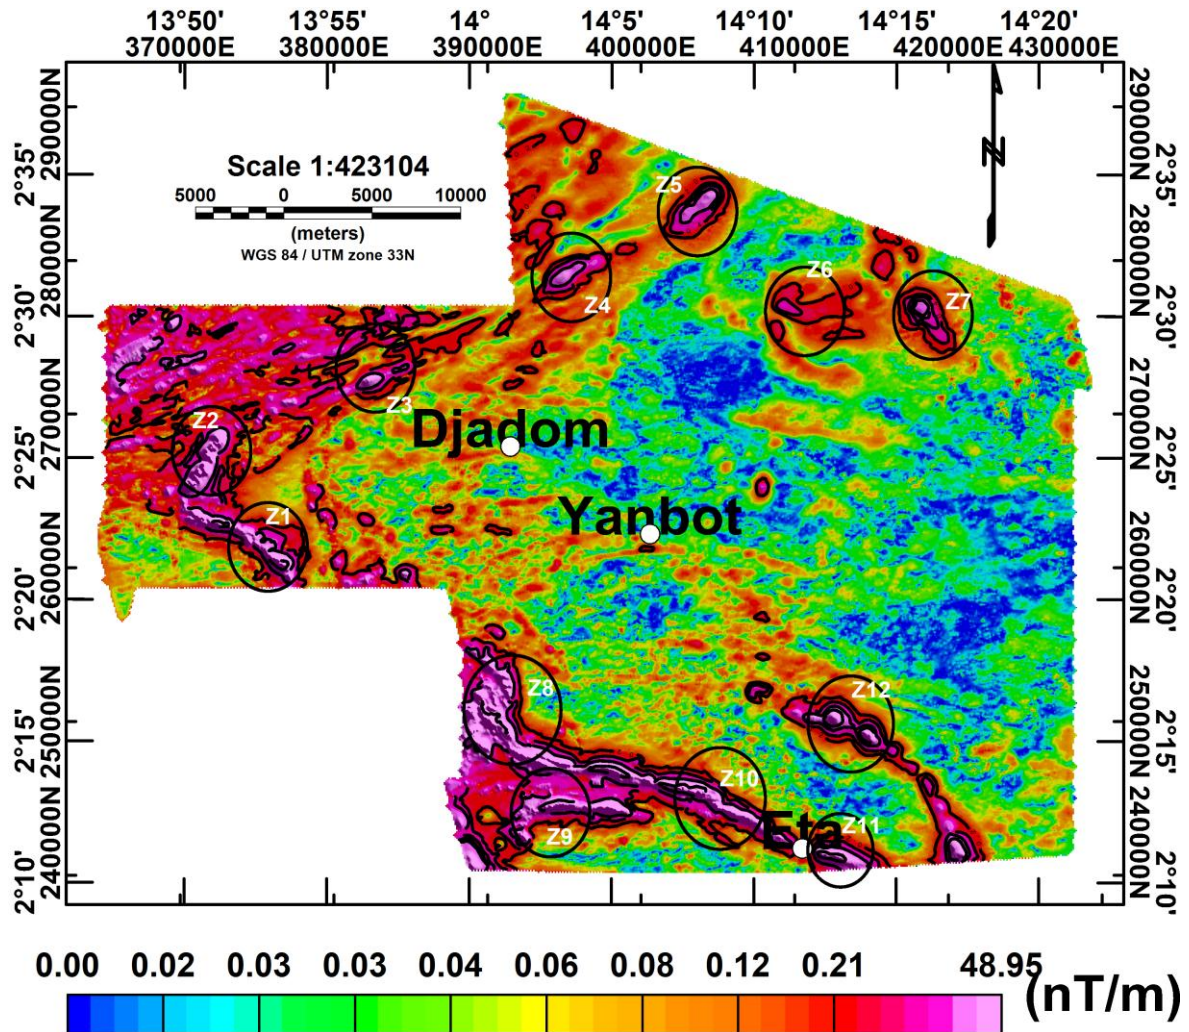 13°50' 13°55' 14° 14°5' 14°10' 14°15' 14°20'
370000E 380000E 390000E 400000E 410000E 420000E 430000E
2°35' 2°30' 2°25' 2°20' 2°15' 2°10'
290000N 280000N 270000N 260000N 250000N 240000N
290000N 280000N 270000N 260000N 250000N 240000N
2°35' 2°30' 2°25' 2°20' 2°15' 2°10'
N
Scale 1:423104
5000 0 5000 10000
(meters)
WGS 84 / UTM zone 33N
Z5
Z4
Z6
Z7
Z3
Z2
Djadom
Z1
Yanbot
Z8
Z12
Z10
Z9
Eta
Z11
0.00 0.02 0.03 0.03 0.04 0.06 0.08 0.12 0.21 48.95
(nT/m)